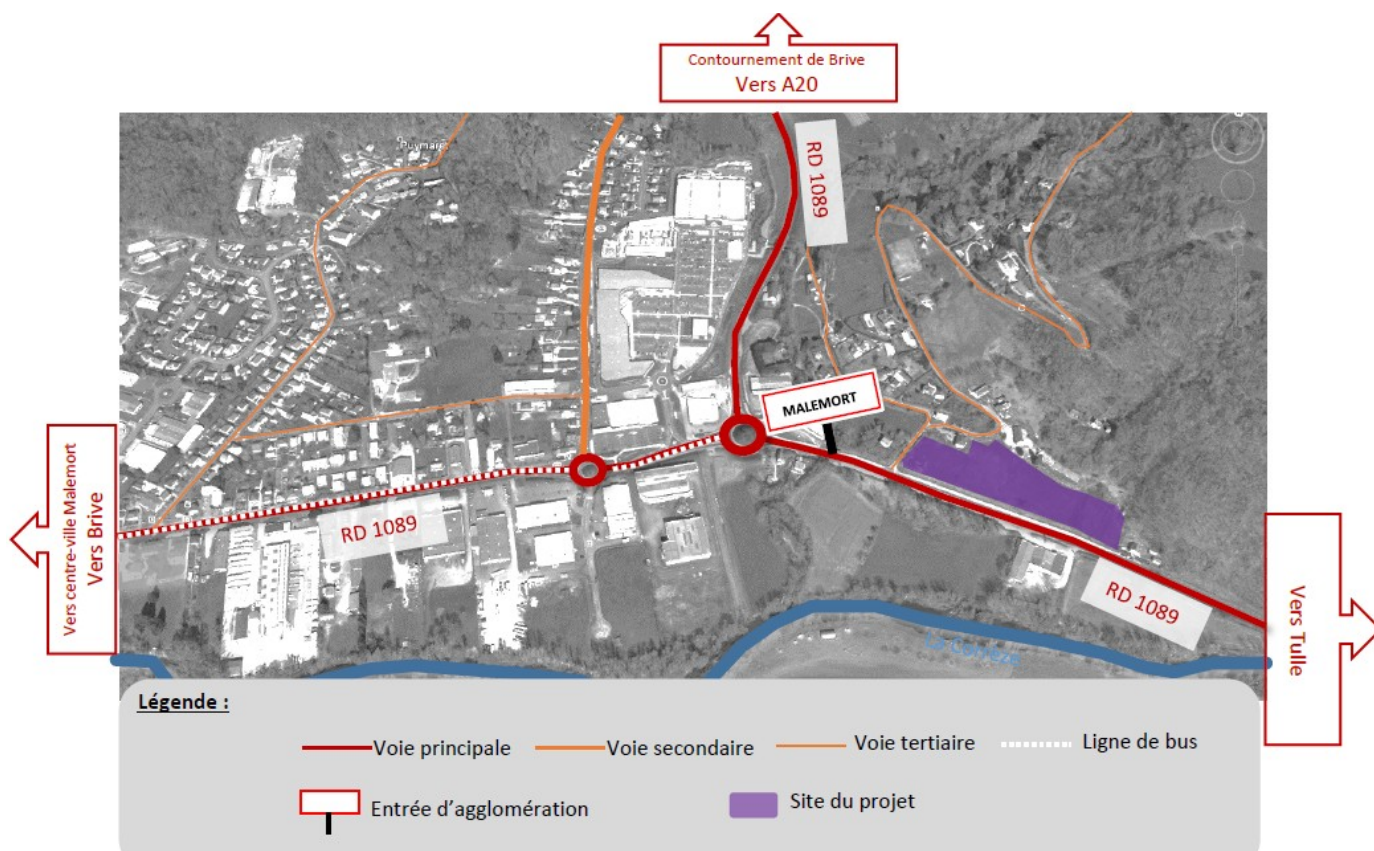 Contournement de Brive
Vers A20
Puymaret
RD 1089
MALEMORT
Vers centre-ville Malemort
Vers Brive
RD 1089
RD 1089
Vers Tulle
La Corrèze
Légende :
Voie principale
Voie secondaire
Voie tertiaire
Ligne de bus
Entrée d’agglomération
Site du projet